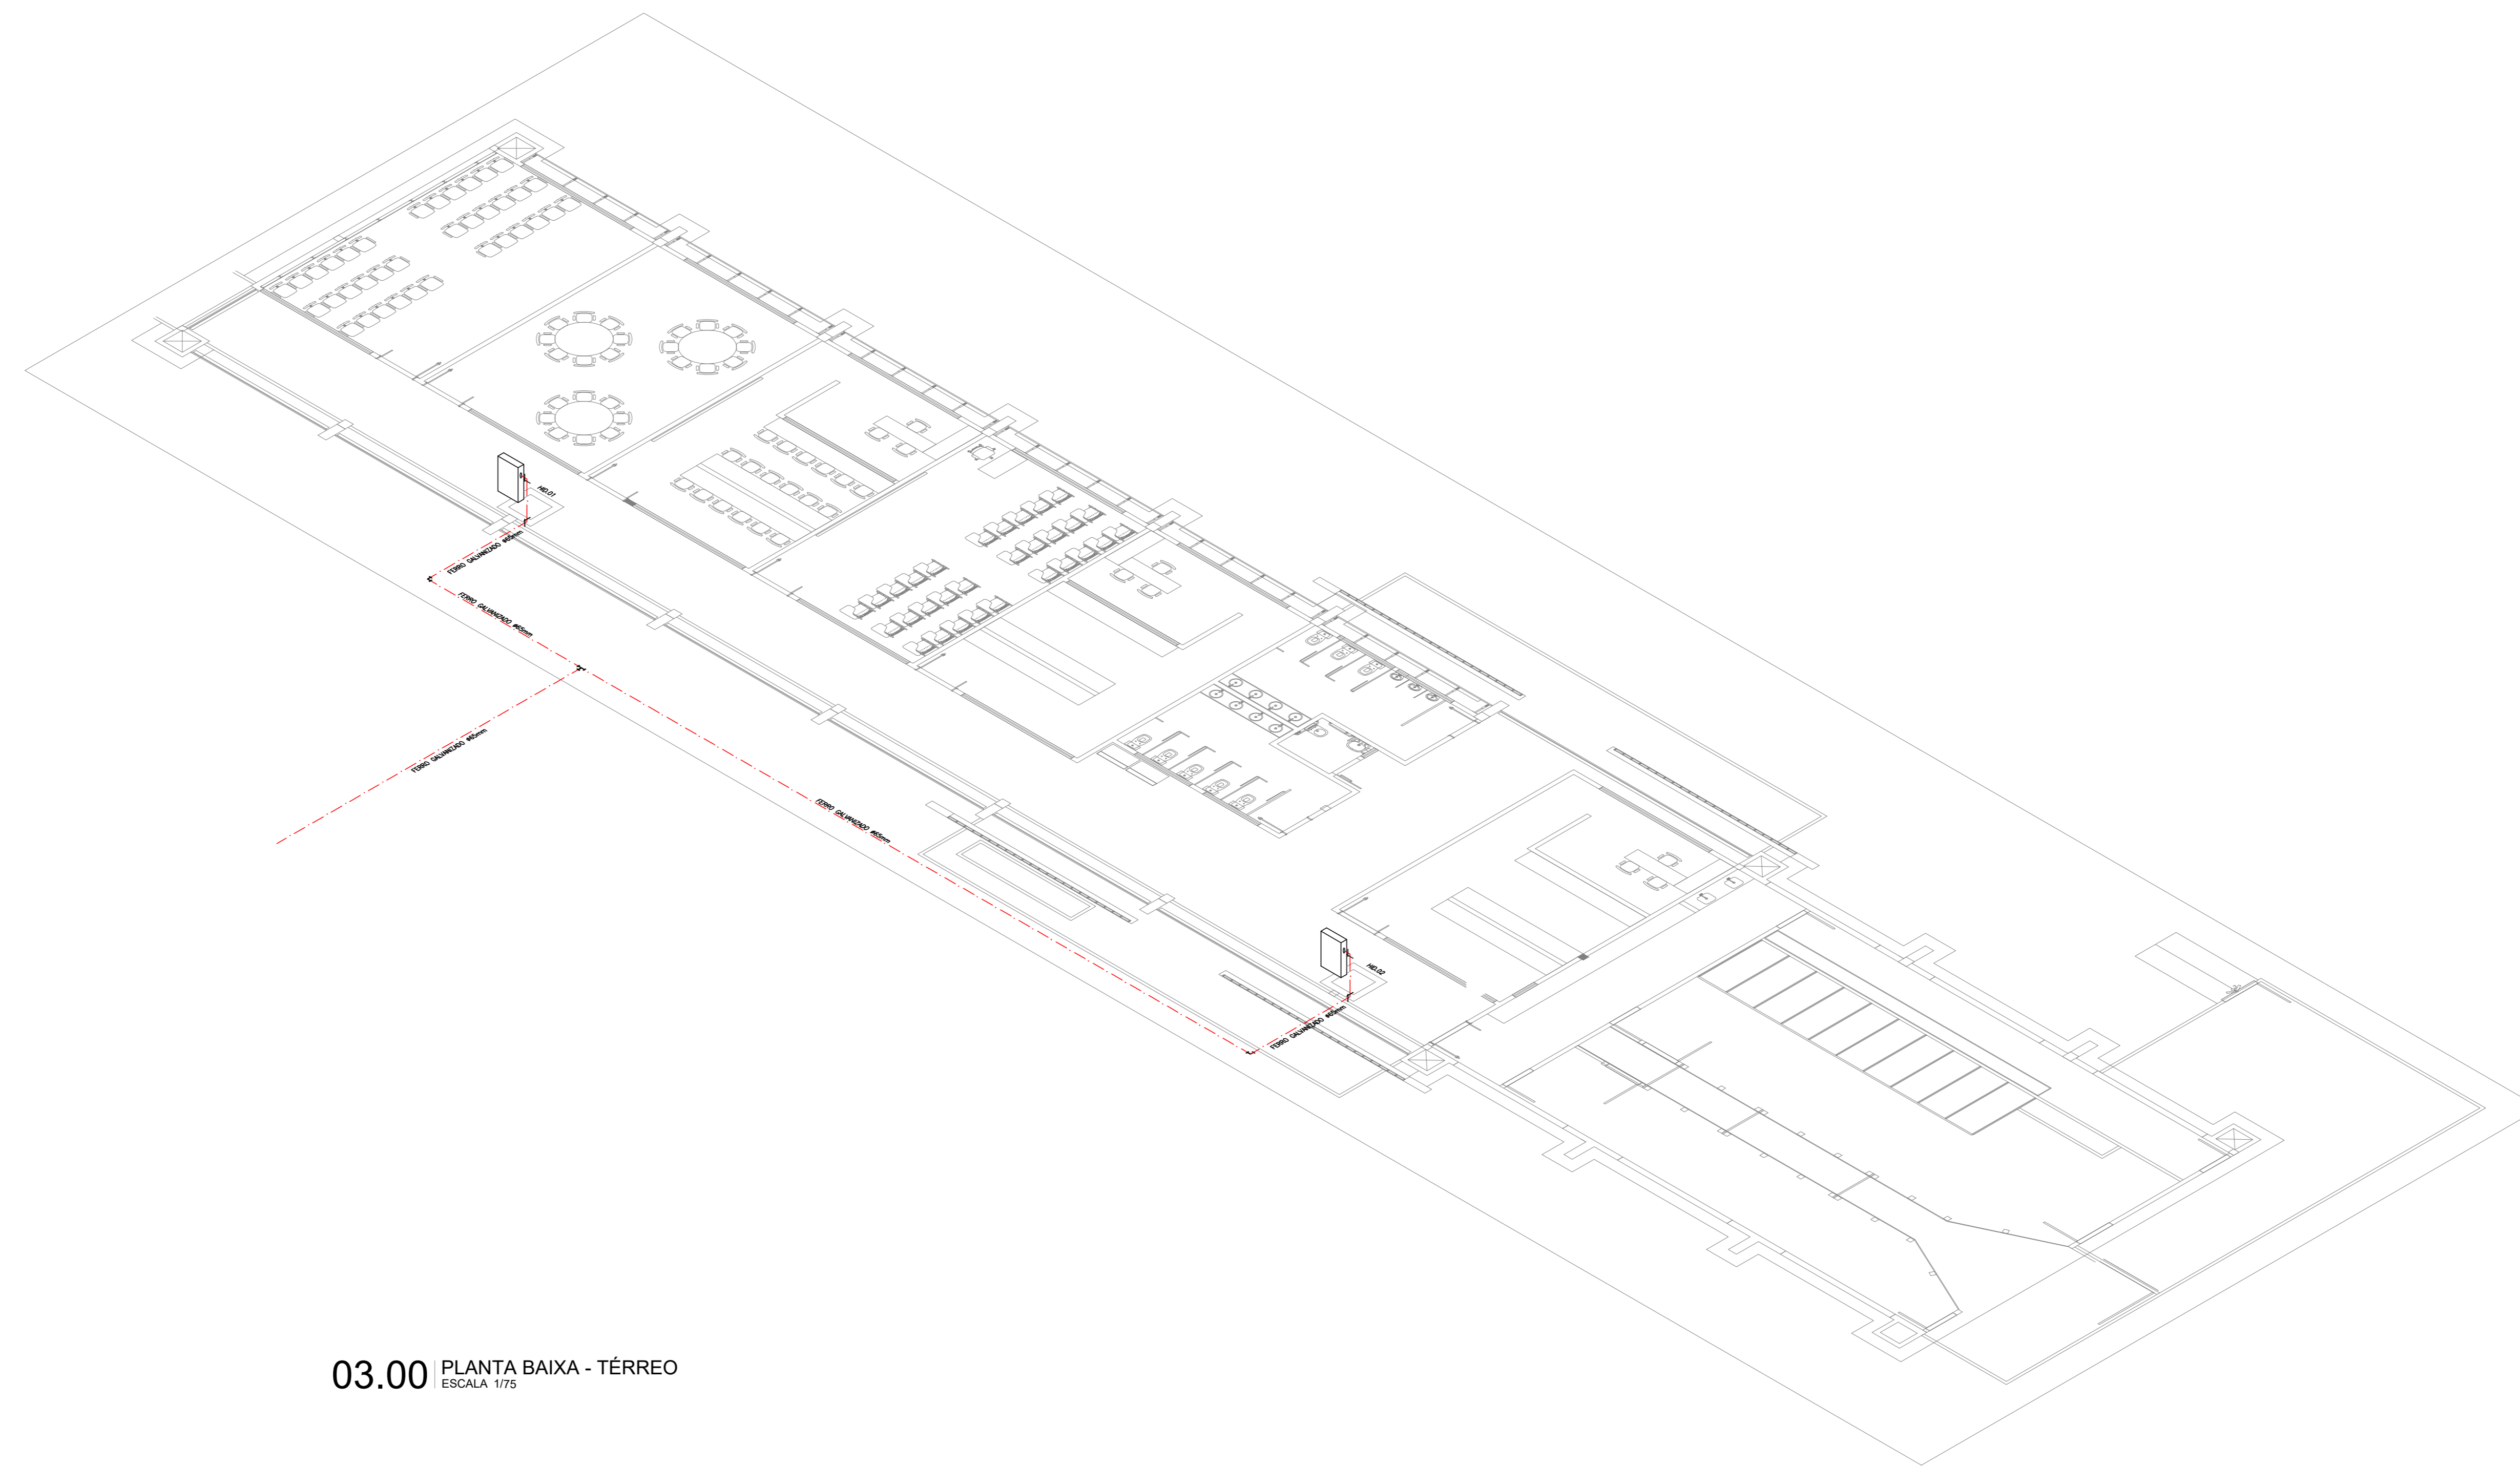 HID.01
FERRO GALVANIZADO ø65mm
FERRO GALVANIZADO ø65mm
FERRO GALVANIZADO ø65mm
FERRO GALVANIZADO ø65mm
HID.02
FERRO GALVANIZADO ø65mm
03.00
PLANTA BAIXA - TÉRREO
ESCALA 1/75